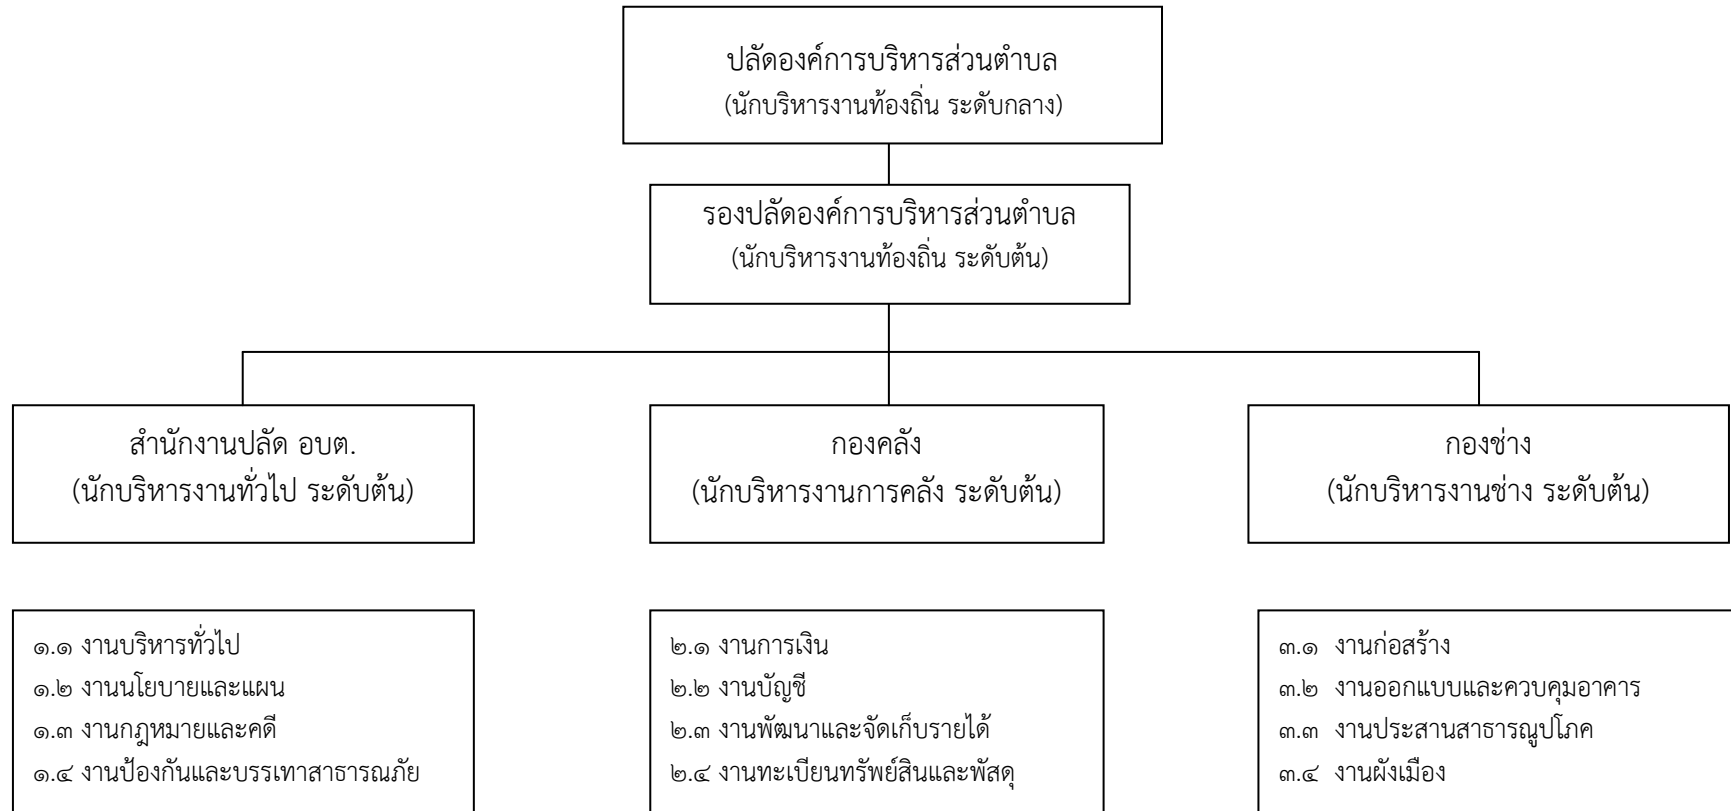 ปลัดองค์การบริหารส่วนตำบล
(นักบริหารงานท้องถิ่น ระดับกลาง)
รองปลัดองค์การบริหารส่วนตำบล
(นักบริหารงานท้องถิ่น ระดับต้น)
สำนักงานปลัด อบต.
(นักบริหารงานทั่วไป ระดับต้น)
กองคลัง
(นักบริหารงานการคลัง ระดับต้น)
กองช่าง
(นักบริหารงานช่าง ระดับต้น)
๑.๑ งานบริหารทั่วไป
๑.๒ งานนโยบายและแผน
๑.๓ งานกฎหมายและคดี
๑.๔ งานป้องกันและบรรเทาสาธารณภัย
๒.๑ งานการเงิน
๒.๒ งานบัญชี
๒.๓ งานพัฒนาและจัดเก็บรายได้
๒.๔ งานทะเบียนทรัพย์สินและพัสดุ
๓.๑ งานก่อสร้าง
๓.๒ งานออกแบบและควบคุมอาคาร
๓.๓ งานประสานสาธารณูปโภค
๓.๔ งานผังเมือง